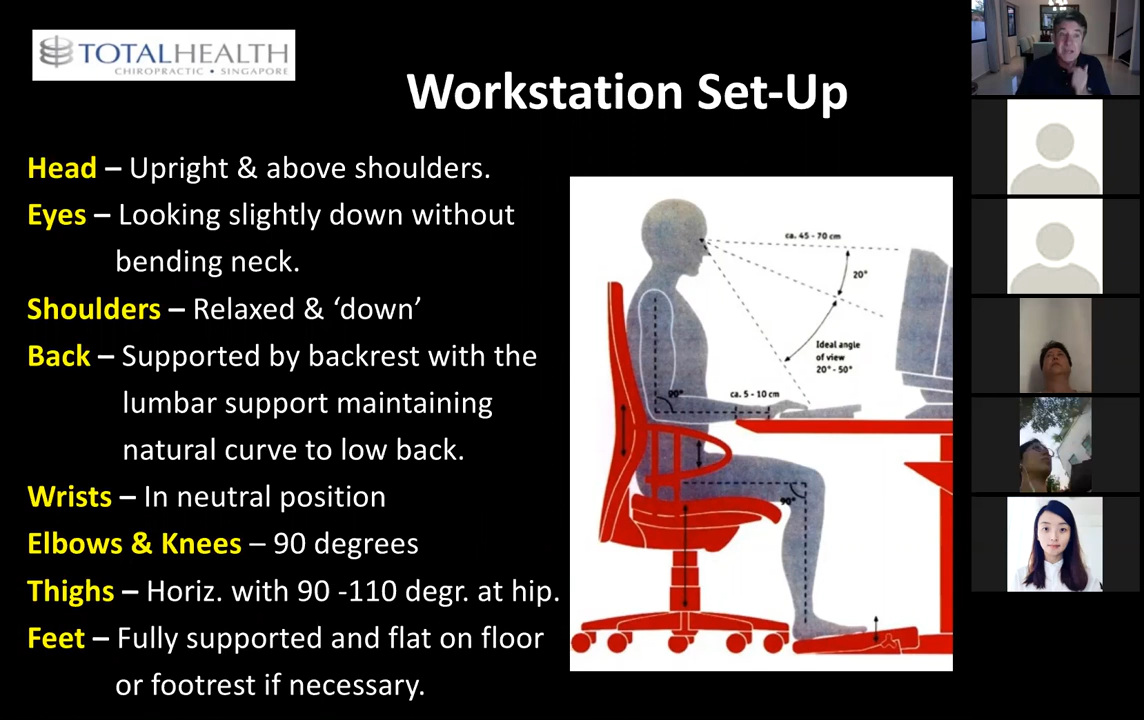 TOTALHEALTH
CHIROPRACTIC • SINGAPORE
Workstation Set-Up
Head – Upright & above shoulders.
Eyes – Looking slightly down without
bending neck.
Shoulders – Relaxed & ‘down’
Back – Supported by backrest with the
lumbar support maintaining
natural curve to low back.
Wrists – In neutral position
Elbows & Knees – 90 degrees
Thighs – Horiz. with 90 -110 degr. at hip.
Feet – Fully supported and flat on floor
or footrest if necessary.
ca. 45 - 70 cm
20°
Ideal angle
of view
20° - 50°
90°
ca. 5 - 10 cm
90°